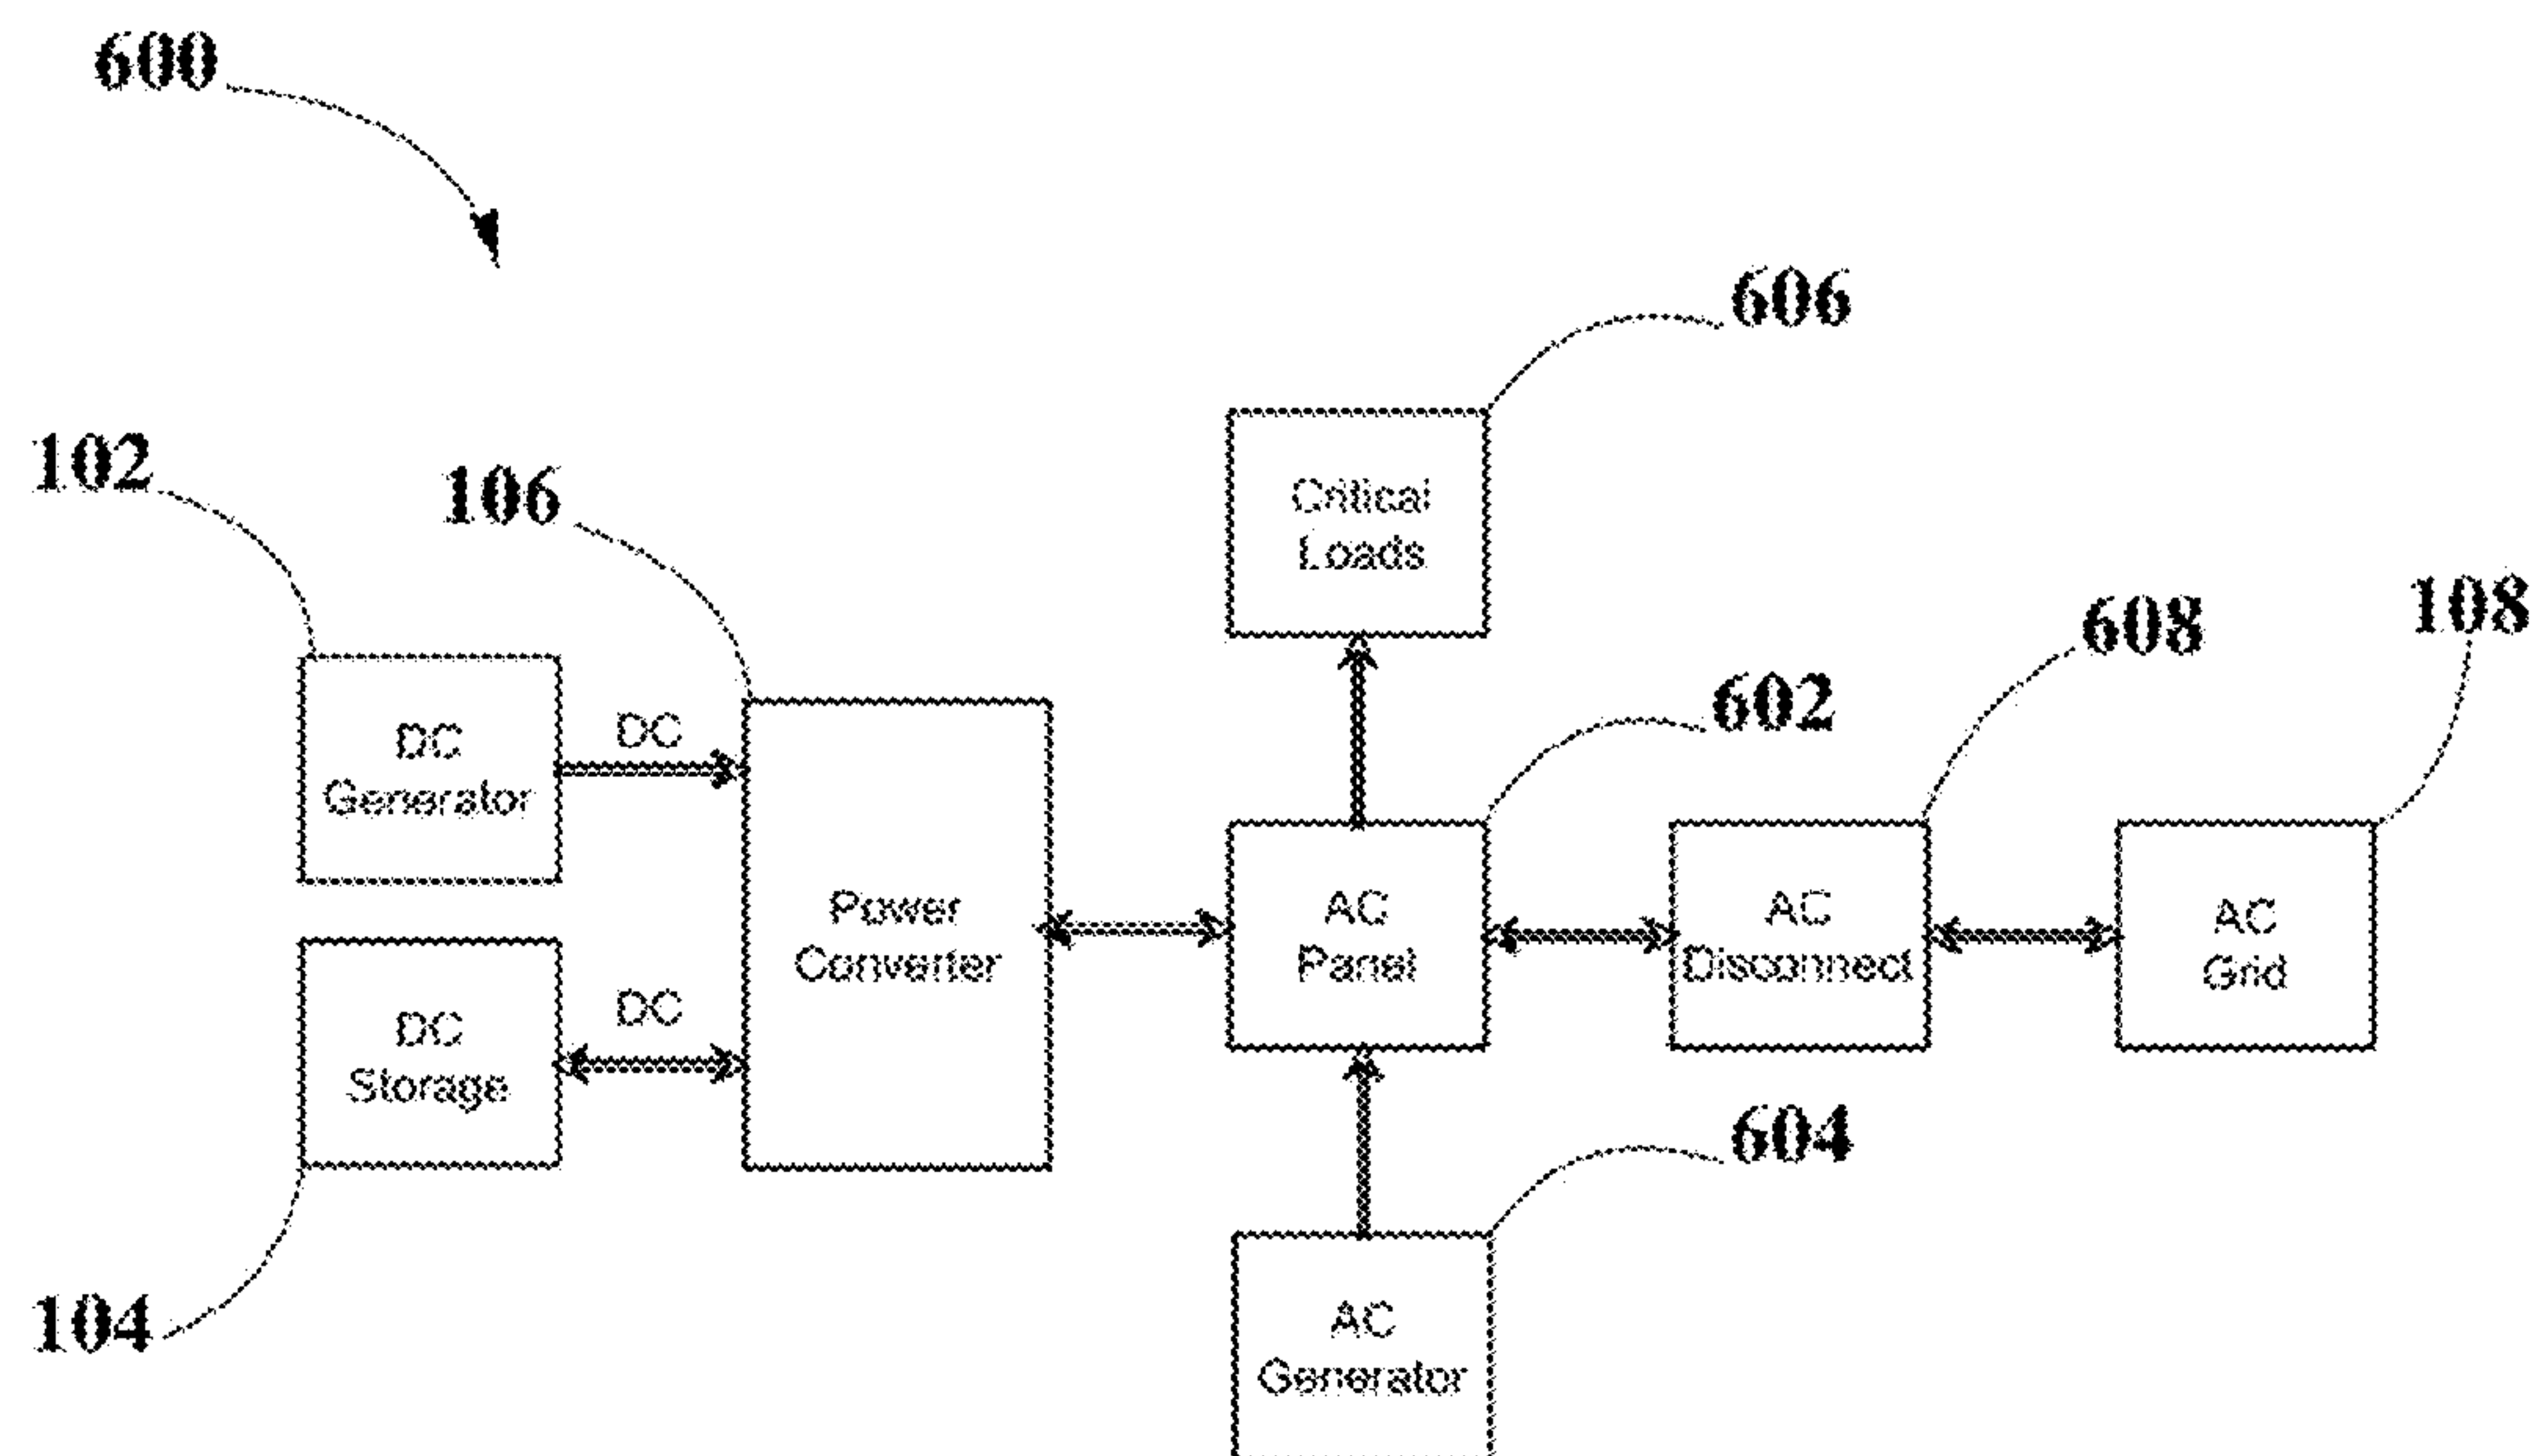 600
606
102
106
Critical
Loads
108
608
602
DC
Generator
DC
Power
Converter
AC
Panel
AC
Disconnect
AC
Grid
DC
Storage
DC
604
104
AC
Generator